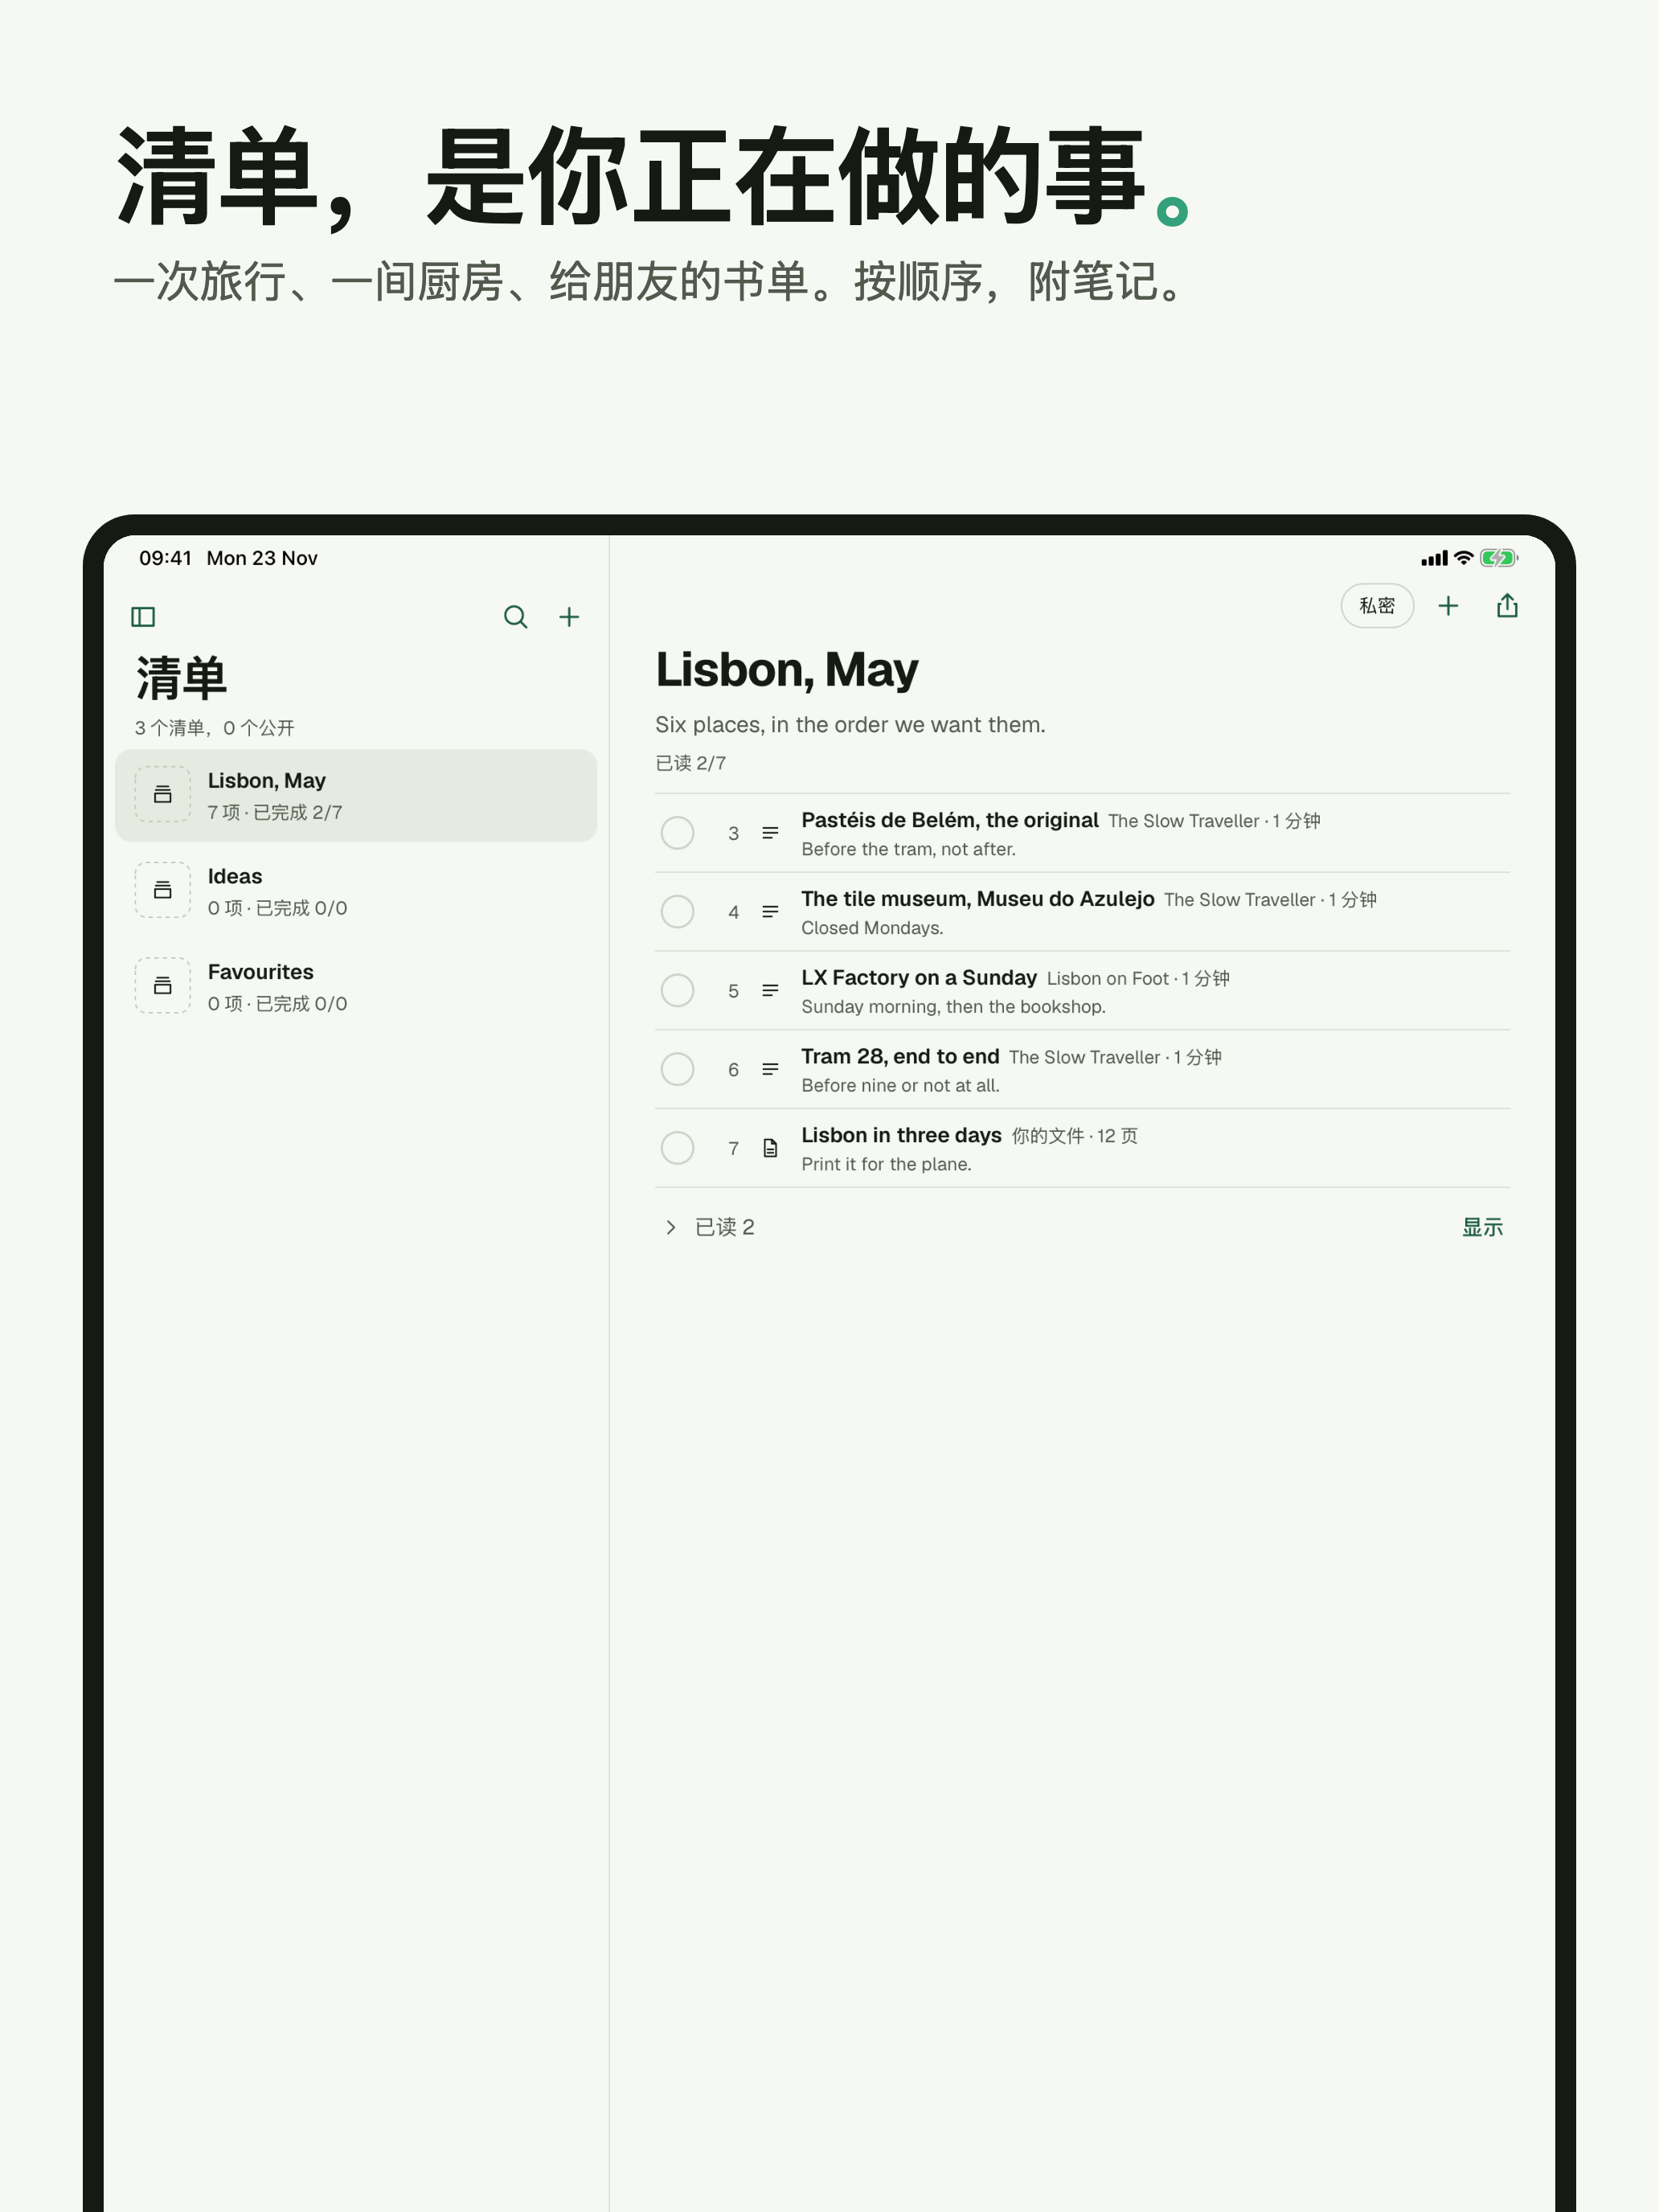 清单，是你正在做的事。
一次旅行、一间厨房、给朋友的书单。按顺序，附笔记。
09:41 Mon 23 Nov
清单
3 个清单，0 个公开
Lisbon, May
7 项 · 已完成 2/7
Ideas
0 项 · 已完成 0/0
Favourites
0 项 · 已完成 0/0
私密
Lisbon, May
Six places, in the order we want them.
已读 2/7
3 Pastéis de Belém, the original The Slow Traveller · 1 分钟
Before the tram, not after.
4 The tile museum, Museu do Azulejo The Slow Traveller · 1 分钟
Closed Mondays.
5 LX Factory on a Sunday Lisbon on Foot · 1 分钟
Sunday morning, then the bookshop.
6 Tram 28, end to end The Slow Traveller · 1 分钟
Before nine or not at all.
7 Lisbon in three days 你的文件 · 12 页
Print it for the plane.
已读 2 显示